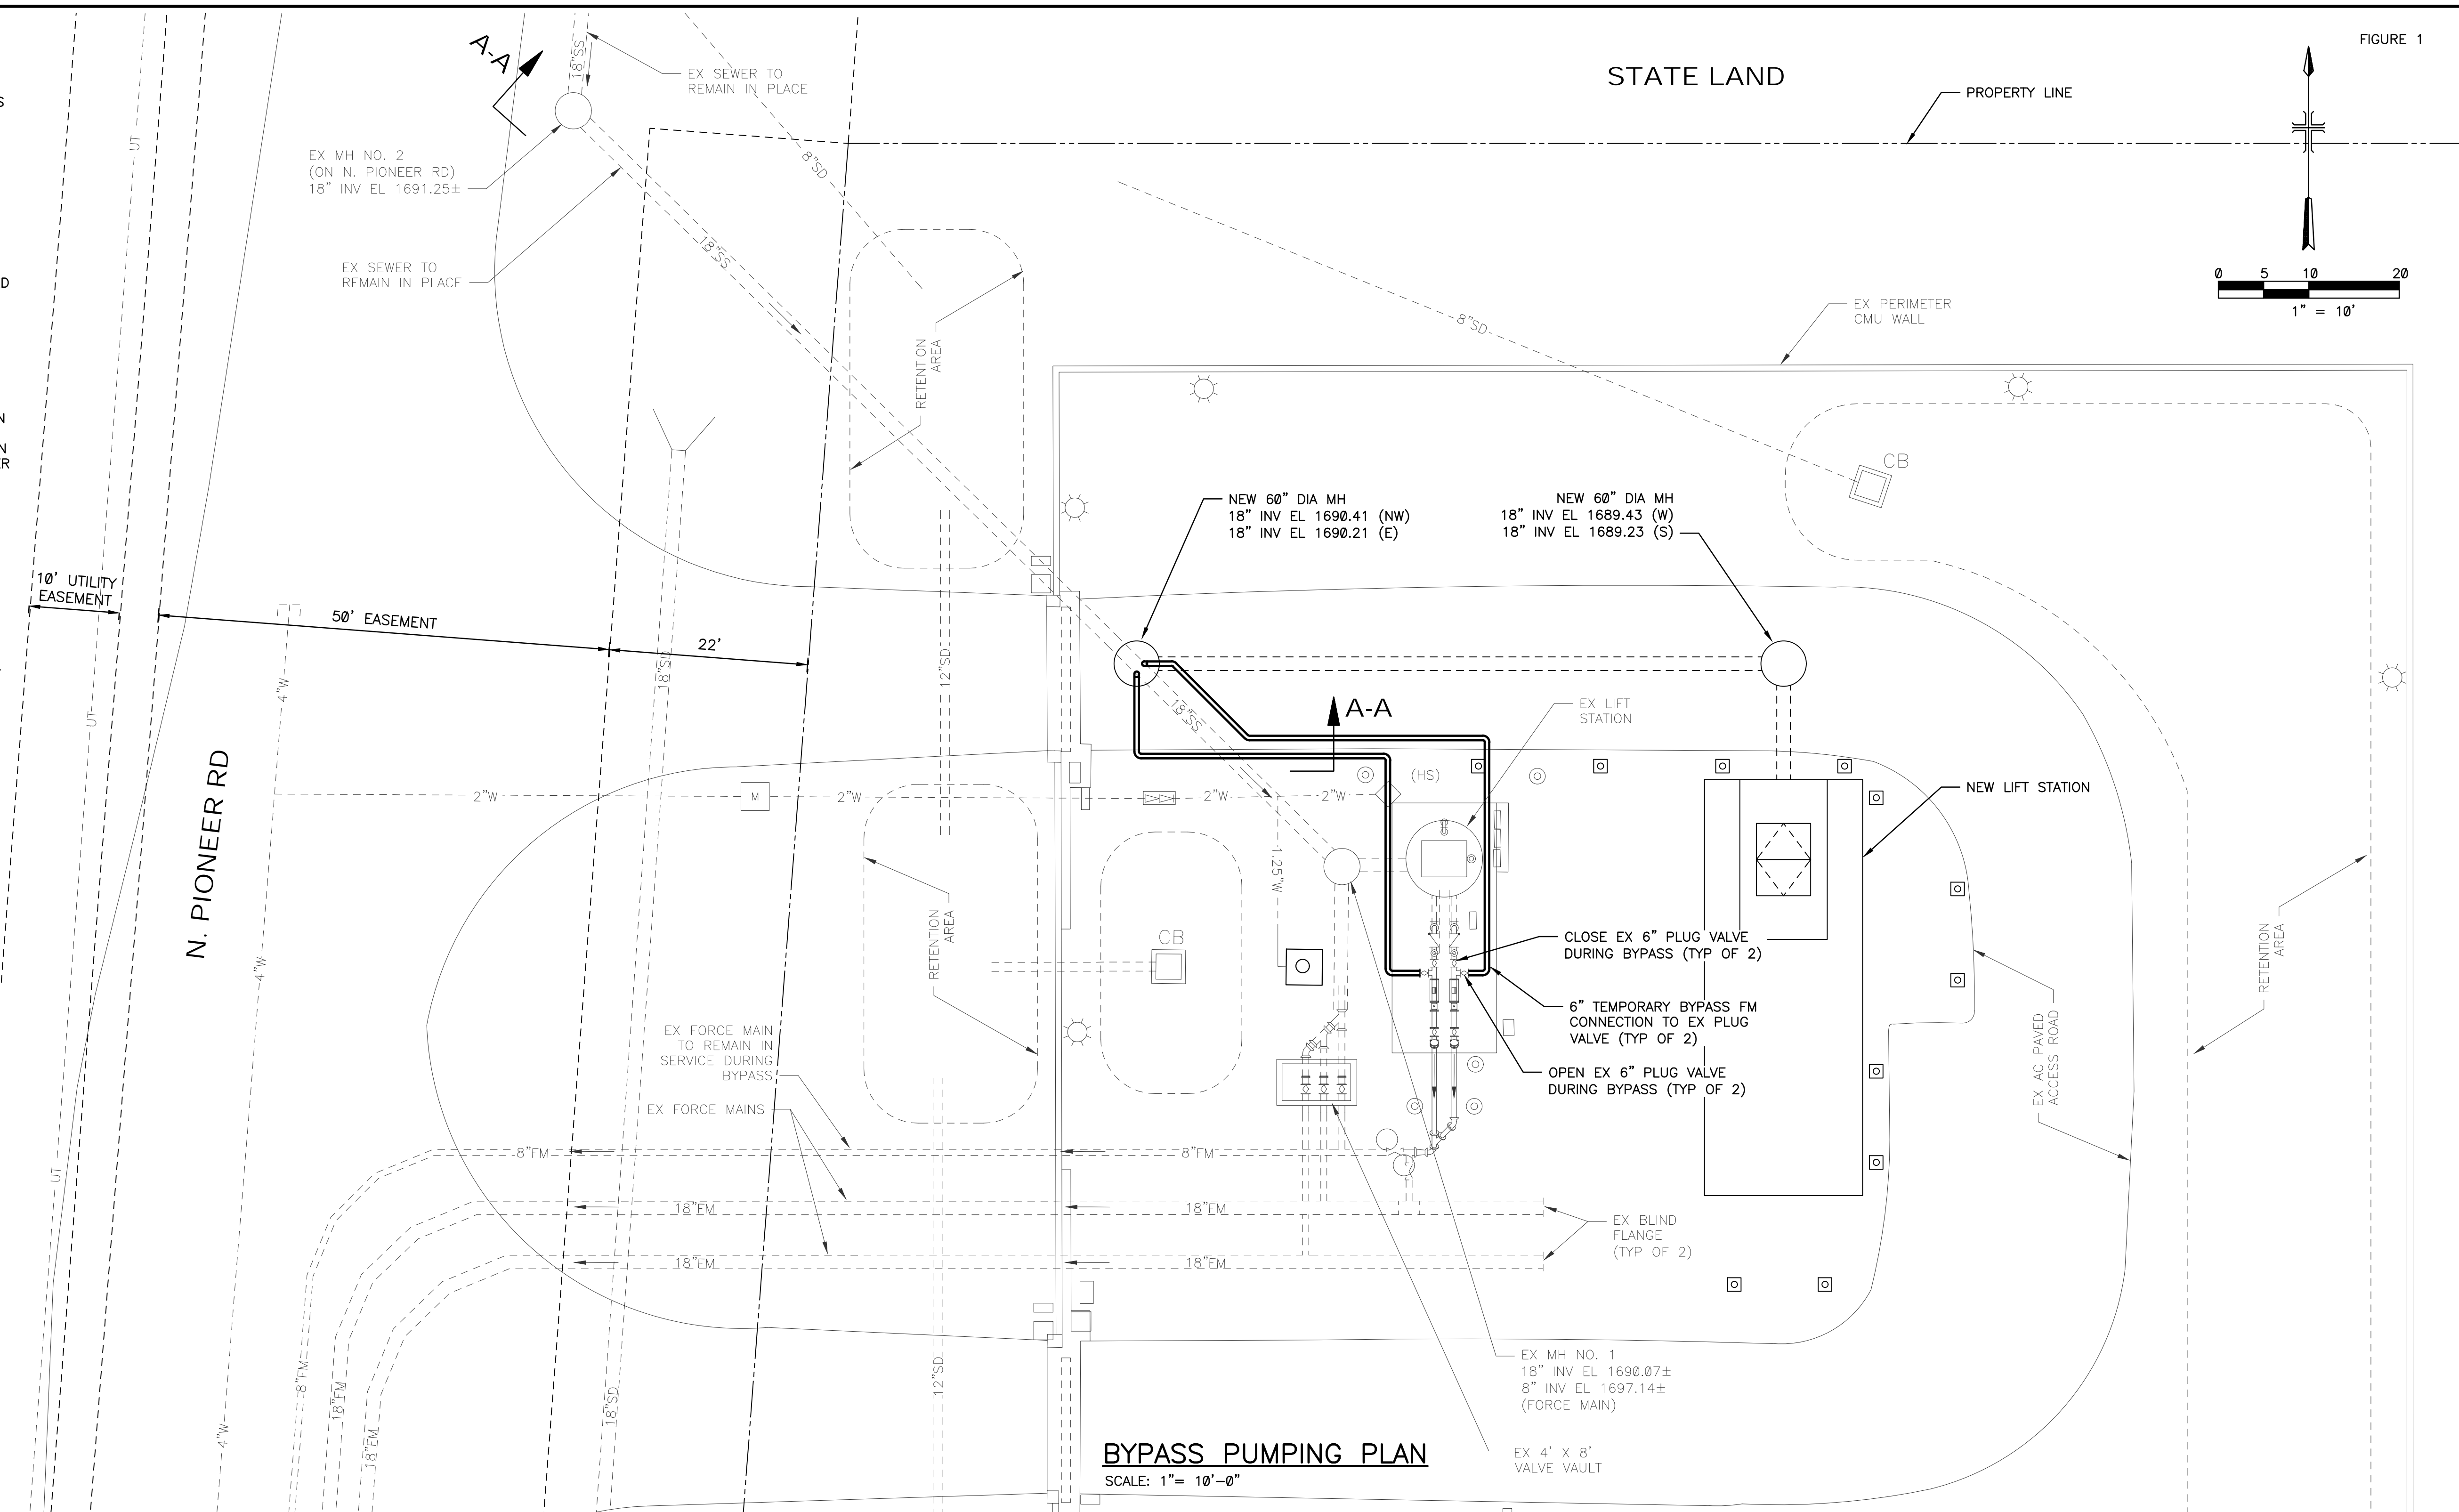 FIGURE 1
STATE LAND
PROPERTY LINE
A-A
18"SS
EX SEWER TO
REMAIN IN PLACE
8"SD
UT
EX MH NO. 2
(ON N. PIONEER RD)
18" INV EL 1691.25±
EX SEWER TO
REMAIN IN PLACE
18"SS
0 5 10 20
1" = 10'
EX PERIMETER
CMU WALL
8"SD
RETENTION
AREA
CB
S
D
N
N
ER
NEW 60" DIA MH
18" INV EL 1690.41 (NW)
18" INV EL 1690.21 (E)
NEW 60" DIA MH
18" INV EL 1689.43 (W)
18" INV EL 1689.23 (S)
10' UTILITY
EASEMENT
50' EASEMENT
22'
4"W
18"SD
12"SD
UT
18"SS
A-A
EX LIFT
STATION
(HS)
N. PIONEER RD
2"W
M
2"W
2"W
2"W
NEW LIFT STATION
1.25"W
RETENTION
AREA
CB
4"W
CLOSE EX 6" PLUG VALVE
DURING BYPASS (TYP OF 2)
6" TEMPORARY BYPASS FM
CONNECTION TO EX PLUG
VALVE (TYP OF 2)
OPEN EX 6" PLUG VALVE
DURING BYPASS (TYP OF 2)
RETENTION
AREA
EX AC PAVED
ACCESS ROAD
EX FORCE MAIN
TO REMAIN IN
SERVICE DURING
BYPASS
EX FORCE MAINS
8"FM
8"FM
UT
18"FM
18"FM
EX BLIND
FLANGE
(TYP OF 2)
18"FM
18"FM
8"FM
18"FM
18"FM
4"W
18"SD
12"SD
EX MH NO. 1
18" INV EL 1690.07±
8" INV EL 1697.14±
(FORCE MAIN)
EX 4' X 8'
VALVE VAULT
BYPASS PUMPING PLAN
SCALE: 1"= 10'-0"